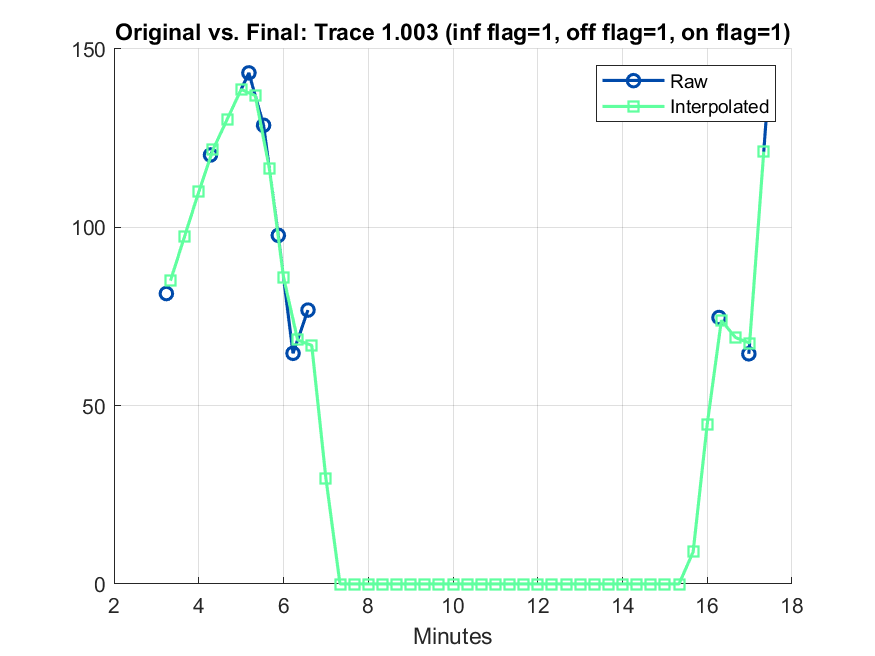 Original vs. Final: Trace 1.003 (inf flag=1, off flag=1, on flag=1)
150
100
50
0
Raw
Interpolated
2 4 6 8 10 12 14 16 18
Minutes